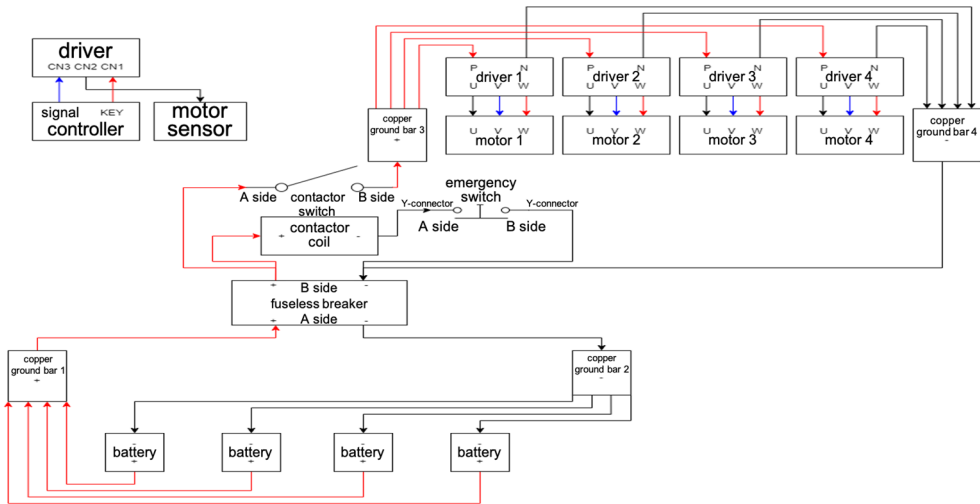 driver
CN3 CN2 CN1
signal KEY
controller
motor
sensor
copper
ground bar 3
+
P N
driver 1
U V W
P N
driver 2
U V W
P N
driver 3
U V W
P N
driver 4
U V W
U V W
motor 1
U V W
motor 2
U V W
motor 3
U V W
motor 4
copper
ground bar 4
-
A side
B side
contactor
switch
emergency
switch
Y-connector
Y-connector
A side
B side
contactor
+ -
coil
+ -
B side
fuseless breaker
A side
+ -
copper
ground bar 1
+
copper
ground bar 2
-
-
battery
+
-
battery
+
-
battery
+
-
battery
+